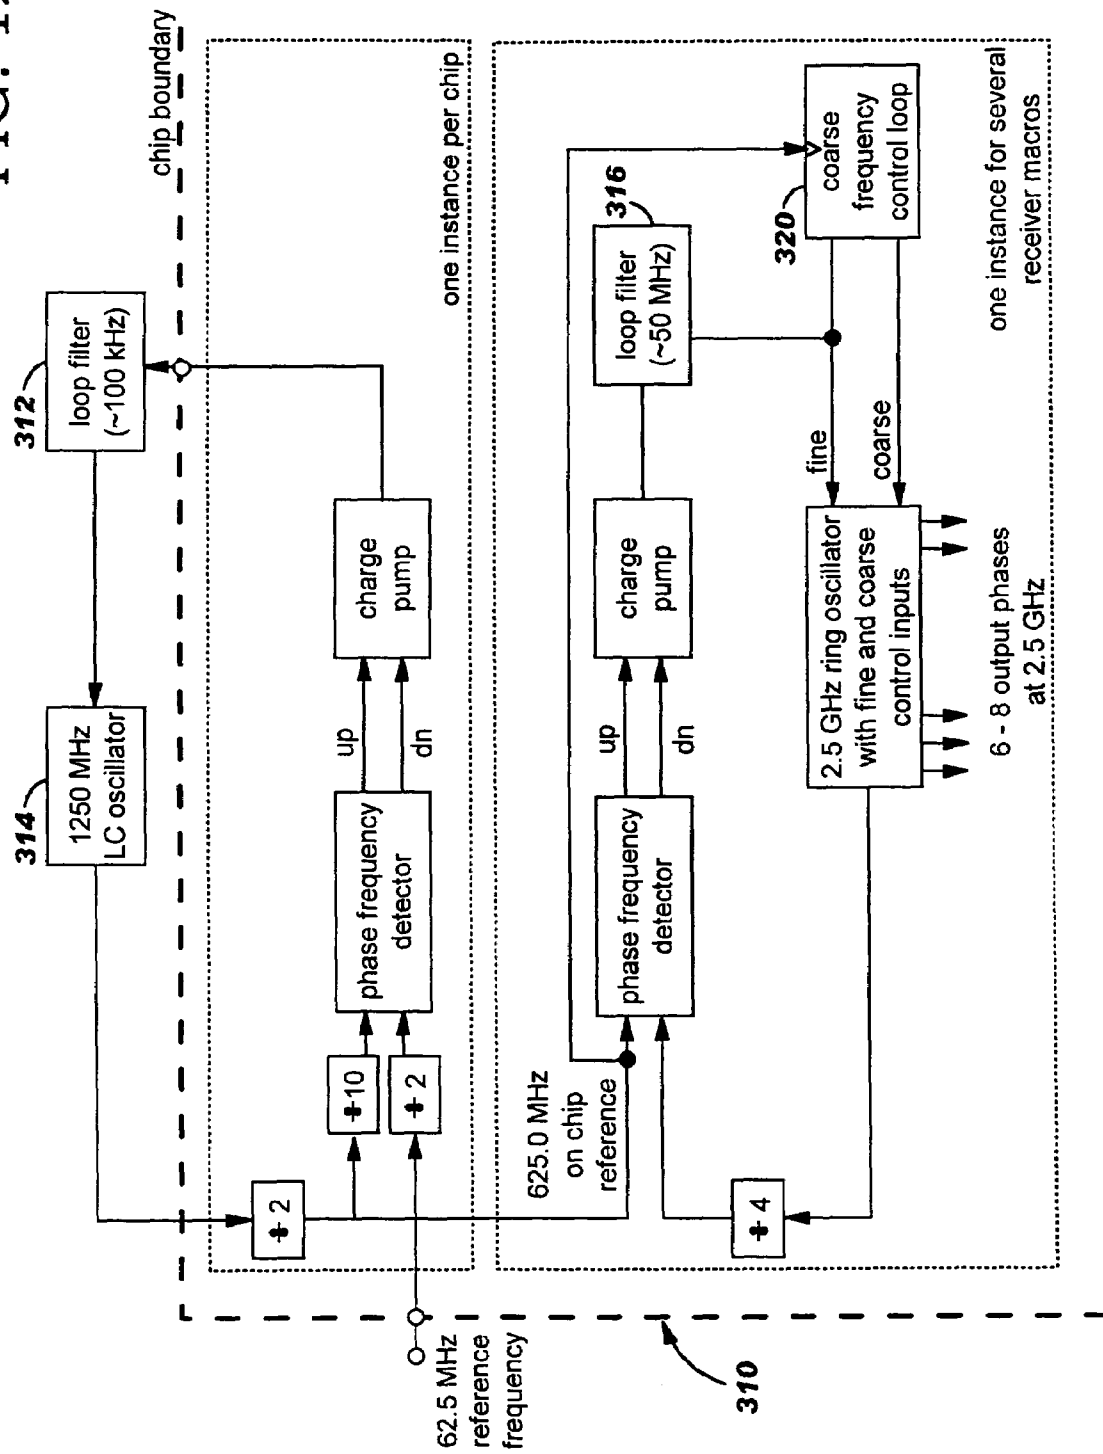 chip boundary
312
loop filter
(~100 kHz)
314
1250 MHz
LC oscillator
one instance per chip
charge
pump
up
dn
phase frequency
detector
÷10
÷ 2
÷ 2
62.5 MHz
reference
frequency
310
625.0 MHz
on chip
reference
phase frequency
detector
up
dn
charge
pump
loop filter
(~50 MHz)
316
320
coarse
frequency
control loop
fine
coarse
2.5 GHz ring oscillator
with fine and coarse
control inputs
÷ 4
6 - 8 output phases
at 2.5 GHz
one instance for several
receiver macros